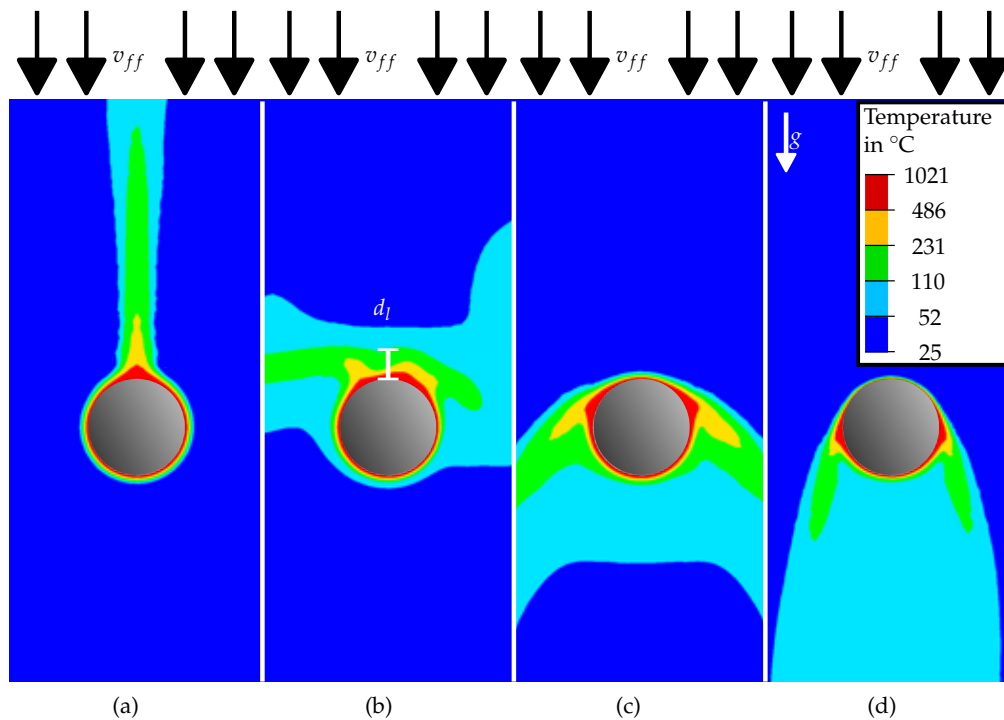 v_ff v_ff v_ff v_ff
g
Temperature
in °C
1021
486
231
110
52
25
d_l
(a) (b) (c) (d)